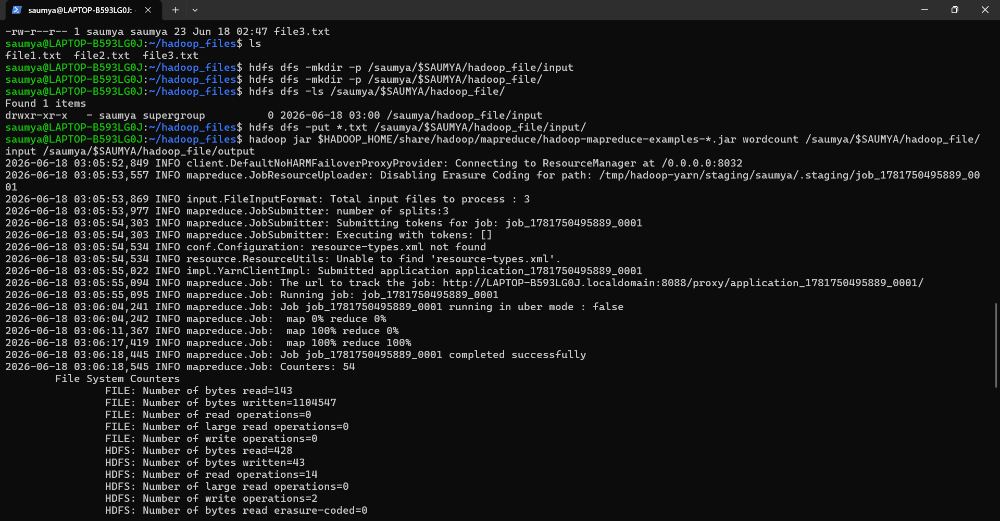 saumya@LAPTOP-B593LG0J: ~
-rw-r--r-- 1 saumya saumya 23 Jun 18 02:47 file3.txt
saumya@LAPTOP-B593LG0J:~/hadoop_files$ ls
file1.txt  file2.txt  file3.txt
saumya@LAPTOP-B593LG0J:~/hadoop_files$ hdfs dfs -mkdir -p /saumya/$SAUMYA/hadoop_file/input
saumya@LAPTOP-B593LG0J:~/hadoop_files$ hdfs dfs -mkdir -p /saumya/$SAUMYA/hadoop_file/
saumya@LAPTOP-B593LG0J:~/hadoop_files$ hdfs dfs -ls /saumya/$SAUMYA/hadoop_file/
Found 1 items
drwxr-xr-x   - saumya supergroup          0 2026-06-18 03:00 /saumya/hadoop_file/input
saumya@LAPTOP-B593LG0J:~/hadoop_files$ hdfs dfs -put *.txt /saumya/$SAUMYA/hadoop_file/input/
saumya@LAPTOP-B593LG0J:~/hadoop_files$ hadoop jar $HADOOP_HOME/share/hadoop/mapreduce/hadoop-mapreduce-examples-*.jar wordcount /saumya/$SAUMYA/hadoop_file/
input /saumya/$SAUMYA/hadoop_file/output
2026-06-18 03:05:52,849 INFO client.DefaultNoHARMFailoverProxyProvider: Connecting to ResourceManager at /0.0.0.0:8032
2026-06-18 03:05:53,557 INFO mapreduce.JobResourceUploader: Disabling Erasure Coding for path: /tmp/hadoop-yarn/staging/saumya/.staging/job_1781750495889_00
01
2026-06-18 03:05:53,869 INFO input.FileInputFormat: Total input files to process : 3
2026-06-18 03:05:53,977 INFO mapreduce.JobSubmitter: number of splits:3
2026-06-18 03:05:54,303 INFO mapreduce.JobSubmitter: Submitting tokens for job: job_1781750495889_0001
2026-06-18 03:05:54,303 INFO mapreduce.JobSubmitter: Executing with tokens: []
2026-06-18 03:05:54,534 INFO conf.Configuration: resource-types.xml not found
2026-06-18 03:05:54,534 INFO resource.ResourceUtils: Unable to find 'resource-types.xml'.
2026-06-18 03:05:55,022 INFO impl.YarnClientImpl: Submitted application application_1781750495889_0001
2026-06-18 03:05:55,094 INFO mapreduce.Job: The url to track the job: http://LAPTOP-B593LG0J.localdomain:8088/proxy/application_1781750495889_0001/
2026-06-18 03:05:55,095 INFO mapreduce.Job: Running job: job_1781750495889_0001
2026-06-18 03:06:04,241 INFO mapreduce.Job: Job job_1781750495889_0001 running in uber mode : false
2026-06-18 03:06:04,242 INFO mapreduce.Job:  map 0% reduce 0%
2026-06-18 03:06:11,367 INFO mapreduce.Job:  map 100% reduce 0%
2026-06-18 03:06:17,419 INFO mapreduce.Job:  map 100% reduce 100%
2026-06-18 03:06:18,445 INFO mapreduce.Job: Job job_1781750495889_0001 completed successfully
2026-06-18 03:06:18,545 INFO mapreduce.Job: Counters: 54
File System Counters
FILE: Number of bytes read=143
FILE: Number of bytes written=1104547
FILE: Number of read operations=0
FILE: Number of large read operations=0
FILE: Number of write operations=0
HDFS: Number of bytes read=428
HDFS: Number of bytes written=43
HDFS: Number of read operations=14
HDFS: Number of large read operations=0
HDFS: Number of write operations=2
HDFS: Number of bytes read erasure-coded=0